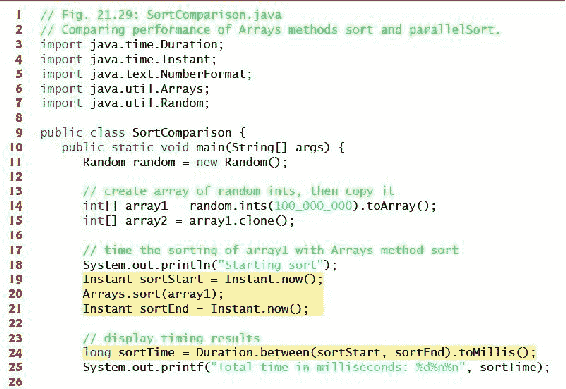 1 // Fig. 21.29: SortComparison.java
2 // Comparing performance of Arrays methods sort and parallelSort.
3 import java.time.Duration;
4 import java.time.Instant;
5 import java.text.NumberFormat;
6 import java.util.Arrays;
7 import java.util.Random;
8
9 public class SortComparison {
10 public static void main(String[] args) {
11 Random random = new Random();
12
13 // create array of random ints, then copy it
14 int[] array1 = random.ints(100_000_000).toArray();
15 int[] array2 = array1.clone();
16
17 // time the sorting of array1 with Arrays method sort
18 System.out.println("Starting sort");
19 Instant sortStart = Instant.now();
20 Arrays.sort(array1);
21 Instant sortEnd = Instant.now();
22
23 // display timing results
24 long sortTime = Duration.between(sortStart, sortEnd).toMillis();
25 System.out.printf("Total time in milliseconds: %d%n%n", sortTime);
26